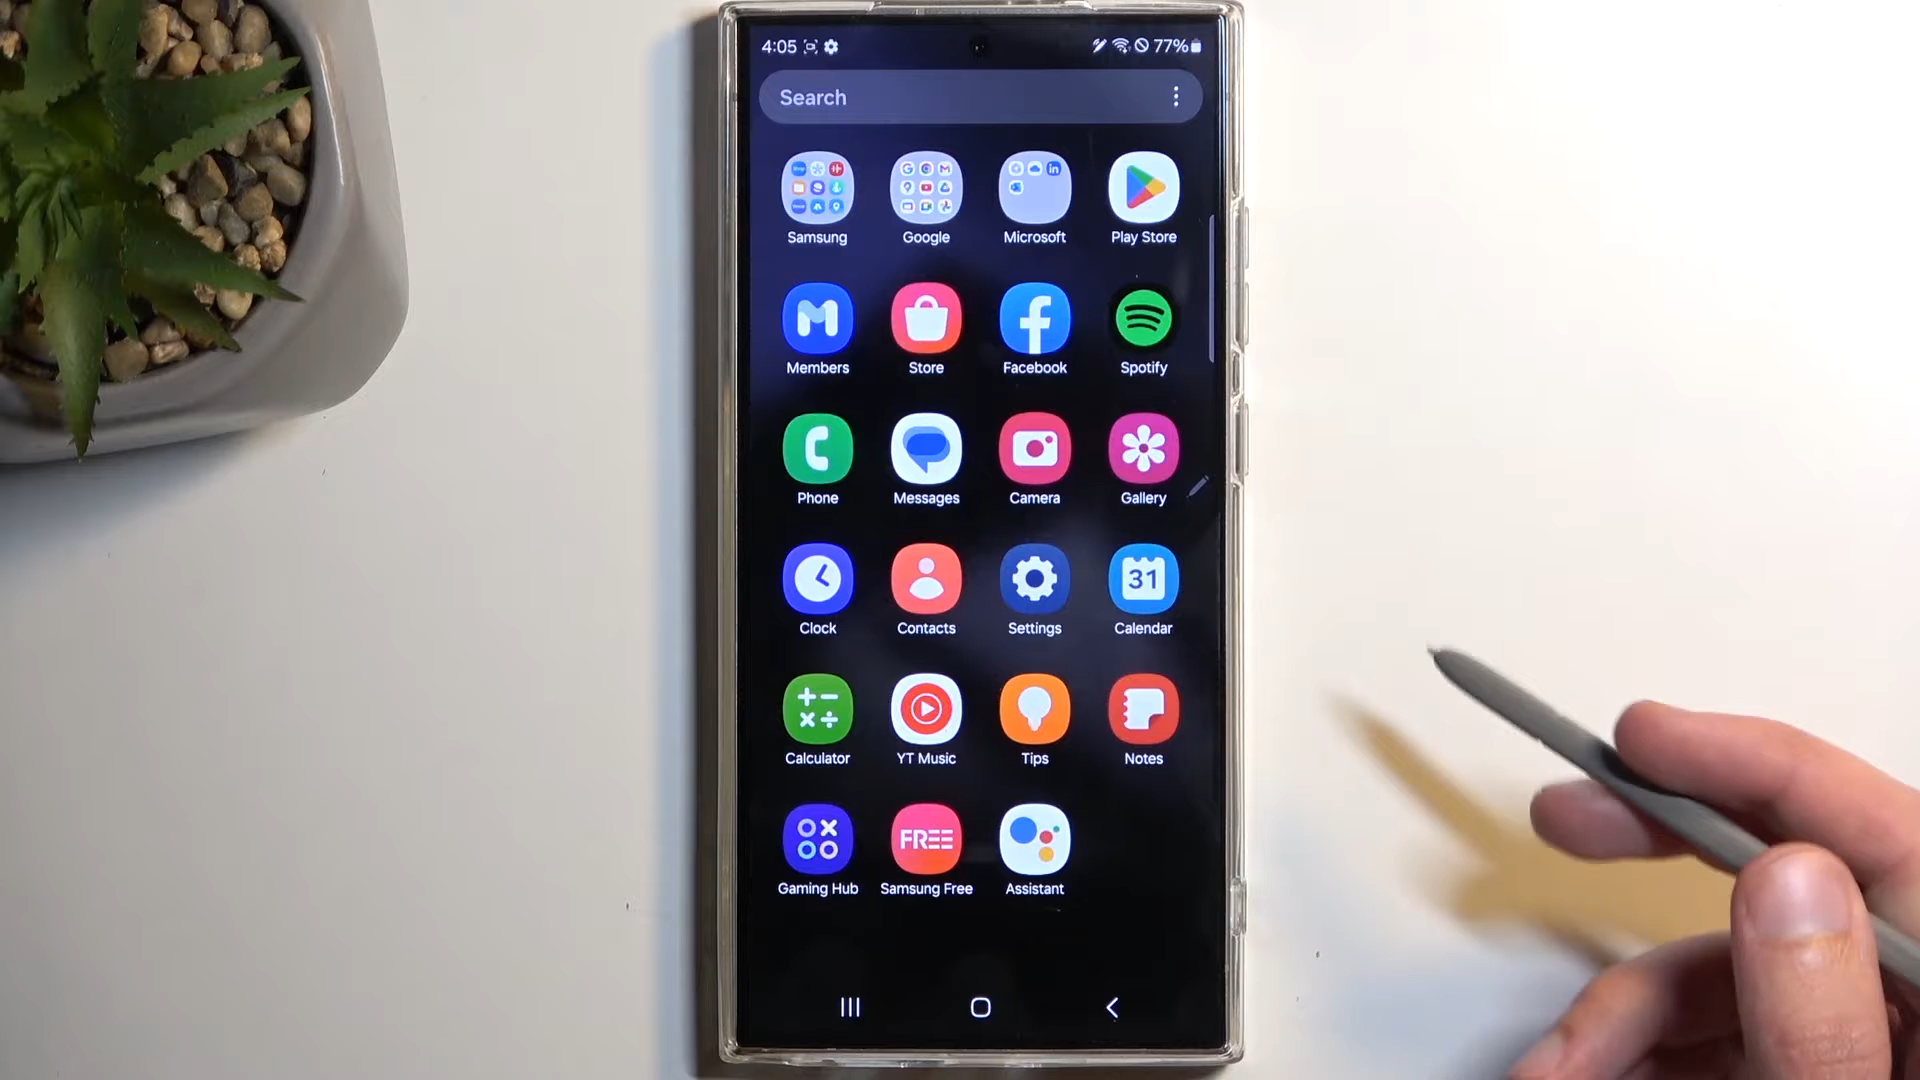 4:05 77%
Search
Samsung Google Microsoft Play Store
Members Store Facebook Spotify
Phone Messages Camera Gallery
31
Clock Contacts Settings Calendar
Calculator YT Music Tips Notes
FREE
Gaming Hub Samsung Free Assistant